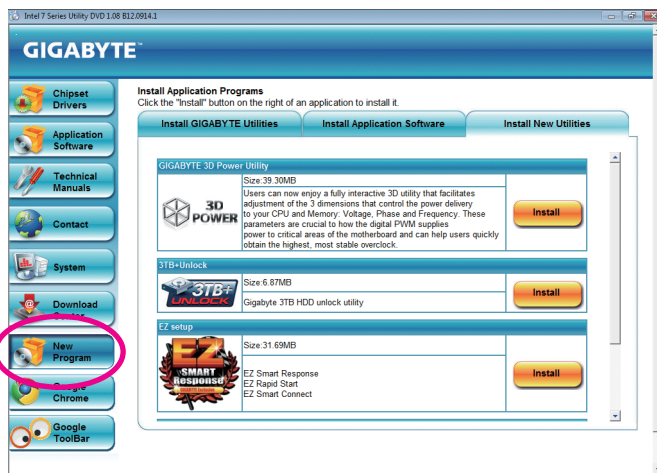 Intel 7 Series Utility DVD 1.08 B12.0914.1
GIGABYTE™
Chipset
Drivers
Application
Software
Technical
Manuals
Contact
System
Download
Center
New
Program
Google
Chrome
Google
ToolBar
Install Application Programs
Click the "Install" button on the right of an application to install it.
Install GIGABYTE Utilities
Install Application Software
Install New Utilities
GIGABYTE 3D Power Utility
3D
POWER
Size:39.30MB
Users can now enjoy a fully interactive 3D utility that facilitates
adjustment of the 3 dimensions that control the power delivery
to your CPU and Memory: Voltage, Phase and Frequency. These
parameters are crucial to how the digital PWM supplies
power to critical areas of the motherboard and can help users quickly
obtain the highest, most stable overclock.
Install
3TB+Unlock
3TB+
UNLOCK
Size:6.87MB
Gigabyte 3TB HDD unlock utility
Install
EZ setup
EZ
SMART
Response
Size:31.69MB
EZ Smart Response
EZ Rapid Start
EZ Smart Connect
Install